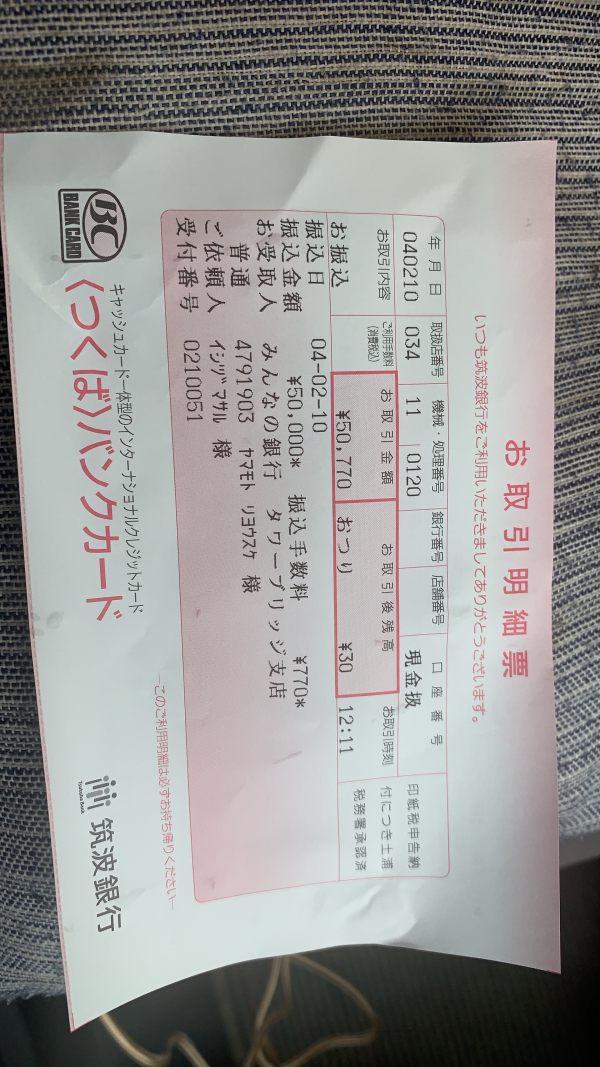 お取引明細票
いつも筑波銀行をご利用いただきましてありがとうございます。
年月日 取扱店番号 機械・処理番号 銀行番号 店舗番号 口座番号
040210 034 11 0120 現金扱
印紙税申告納
付につき土浦
税務署承認済
お取引内容 ご利用手数料(消費税込) お取引金額 お取引後残高 お取引時刻
お振込 ¥50,770 おつり ¥30 12:11
振込日 04-02-10
振込金額 ¥50,000* 振込手数料 ¥770*
お受取人 みんなの銀行 タワーブリッジ支店
普通 4791903 ヤマモト リヨウスケ 様
ご依頼人 イシヅマサル 様
受付番号 0210051
―このご利用明細は必ずお持ち帰りください―
BC
BANK CARD
キャッシュカード一体型のインターナショナルクレジットカード
〈つくば〉バンクカード
Tsukuba Bank
筑波銀行